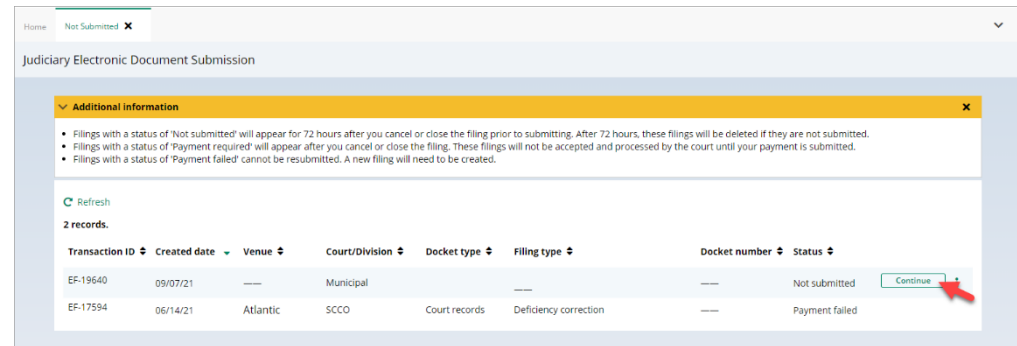 Home Not Submitted ✖
Judiciary Electronic Document Submission
Additional information ✖
• Filings with a status of 'Not submitted' will appear for 72 hours after you cancel or close the filing prior to submitting. After 72 hours, these filings will be deleted if they are not submitted.
• Filings with a status of 'Payment required' will appear after you cancel or close the filing. These filings will not be accepted and processed by the court until your payment is submitted.
• Filings with a status of 'Payment failed' cannot be resubmitted. A new filing will need to be created.
Refresh
2 records.
Transaction ID Created date Venue Court/Division Docket type Filing type Docket number Status
EF-19640 09/07/21 —— Municipal __ —— Not submitted Continue
EF-17594 06/14/21 Atlantic SCCO Court records Deficiency correction —— Payment failed